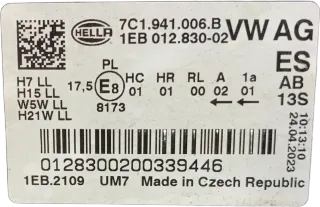 HELLA 7C1.941.006.B VW AG
1EB 012.830-02 ES
PL
H7 LL 17,5 E8 HC HR RL A 1a AB
H15 LL 01 01 00 02 01 13S
W5W LL 8173 ← ←
H21W LL
10:13:10
24.04.2023
0128300200339446
1EB.2109 UM7 Made in Czech Republic